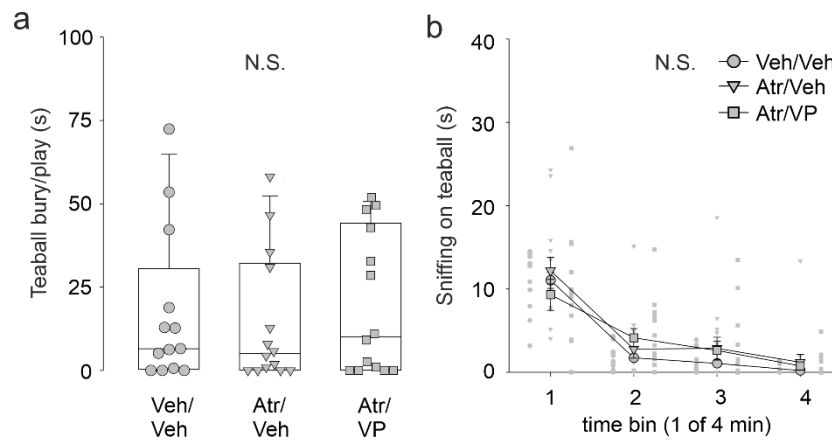 a
Teaball bury/play (s)
100
75
50
25
0
N.S.
Veh/
Veh
Atr/
Veh
Atr/
VP
b
Sniffing on teaball (s)
40
30
20
10
0
N.S.
Veh/Veh
Atr/Veh
Atr/VP
1 2 3 4
time bin (1 of 4 min)